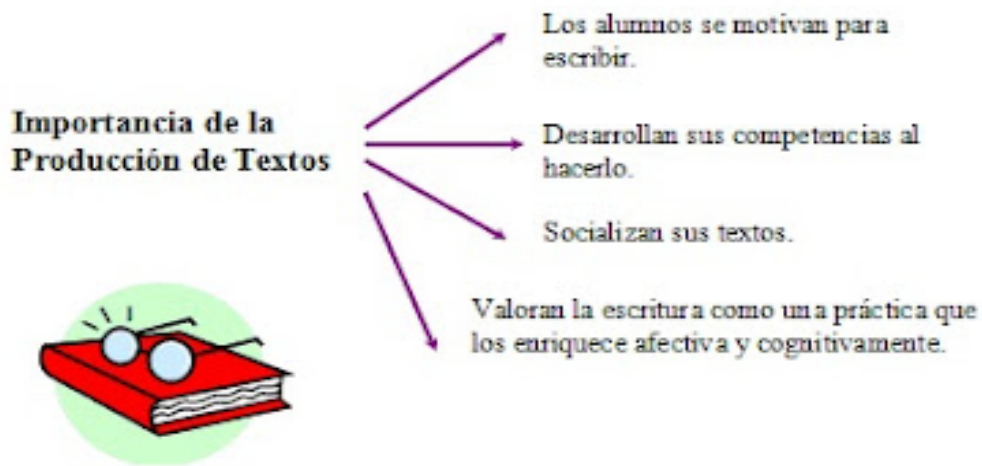 Importancia de la
Producción de Textos
Los alumnos se motivan para
escribir.
Desarrollan sus competencias al
hacerlo.
Socializan sus textos.
Valoran la escritura como una práctica que
los enriquece afectiva y cognitivamente.